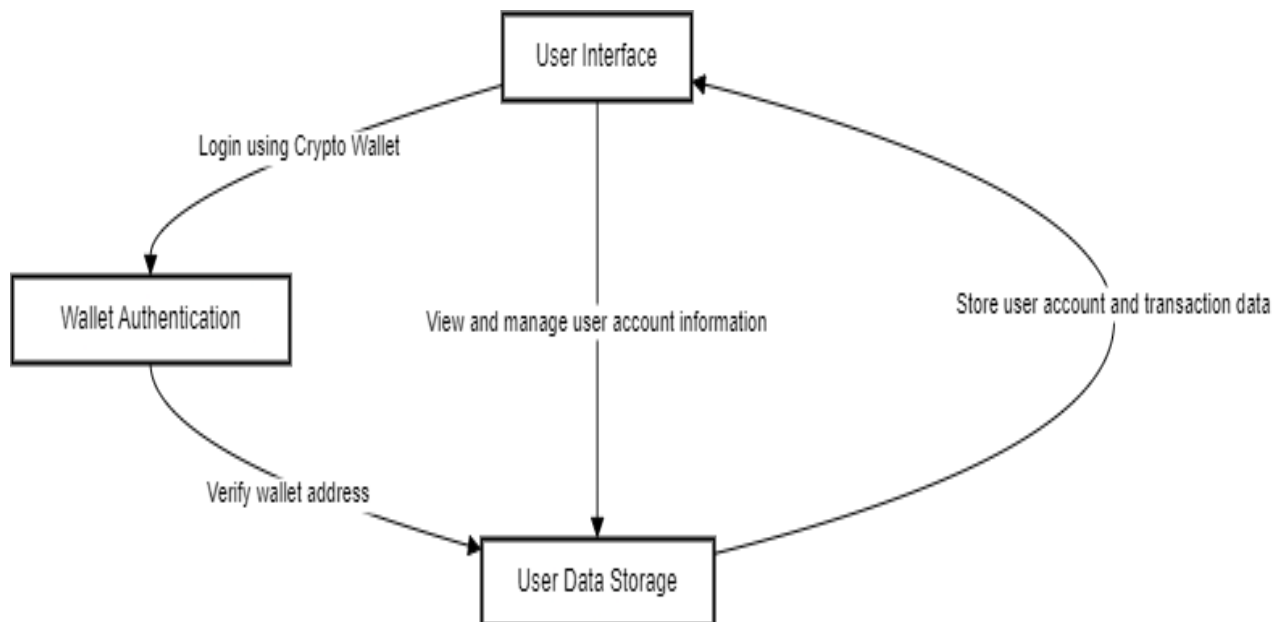 User Interface
Login using Crypto Wallet
Wallet Authentication
View and manage user account information
Store user account and transaction data
Verify wallet address
User Data Storage